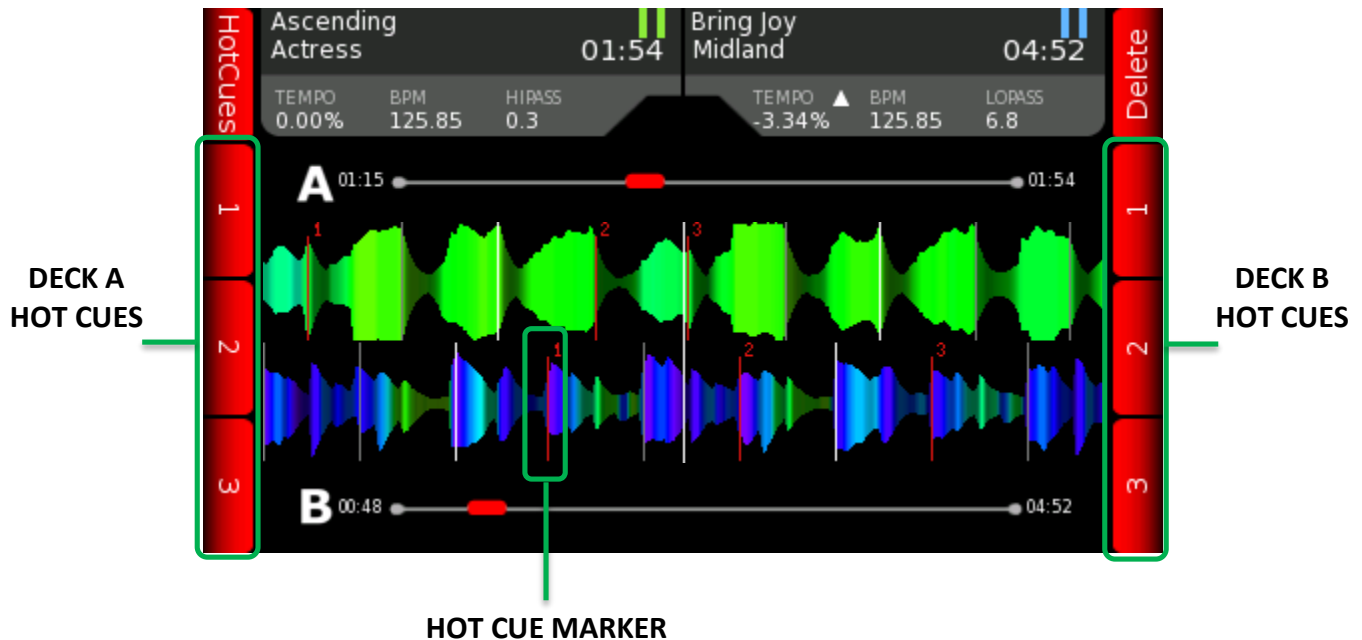 HotCues
Ascending
Actress
01:54
Bring Joy
Midland
04:52
Delete
TEMPO
0.00%
BPM
125.85
HIPASS
0.3
TEMPO
-3.34%
BPM
125.85
LOPASS
6.8
A 01:15 01:54
1 2 3
1 2 3
B 00:48 04:52
1
2
3
1
2
3
DECK A
HOT CUES
DECK B
HOT CUES
HOT CUE MARKER